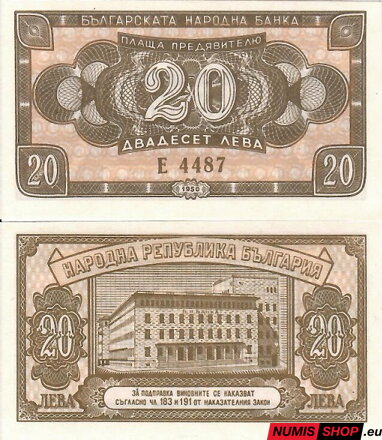 БЪЛГАРСКАТА НАРОДНА БАНКА
ПЛАЩА ПРЕДЯВИТЕЛЮ
20
ДВАДЕСЕТ ЛЕВА
Е 4487
20 1950 20
НАРОДНА РЕПУБЛИКА БЪЛГАРИЯ
20 20
ЛЕВА ЛЕВА
ЗА ПОДПРАВКА ВИНОВНИТЕ СЕ НАКАЗВАТ
СЪГЛАСНО ЧЛ. 183 И 191 ОТ НАКАЗАТЕЛНИЯ ЗАКОН
NUMIS SHOP.eu